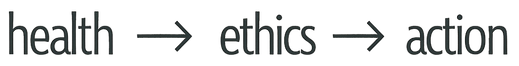 health → ethics → action